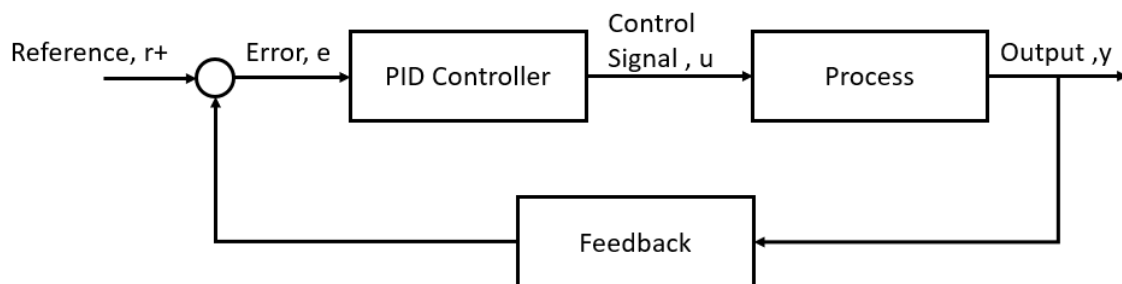 Reference, r+
Error, e
PID Controller
Control
Signal , u
Process
Output ,y
Feedback